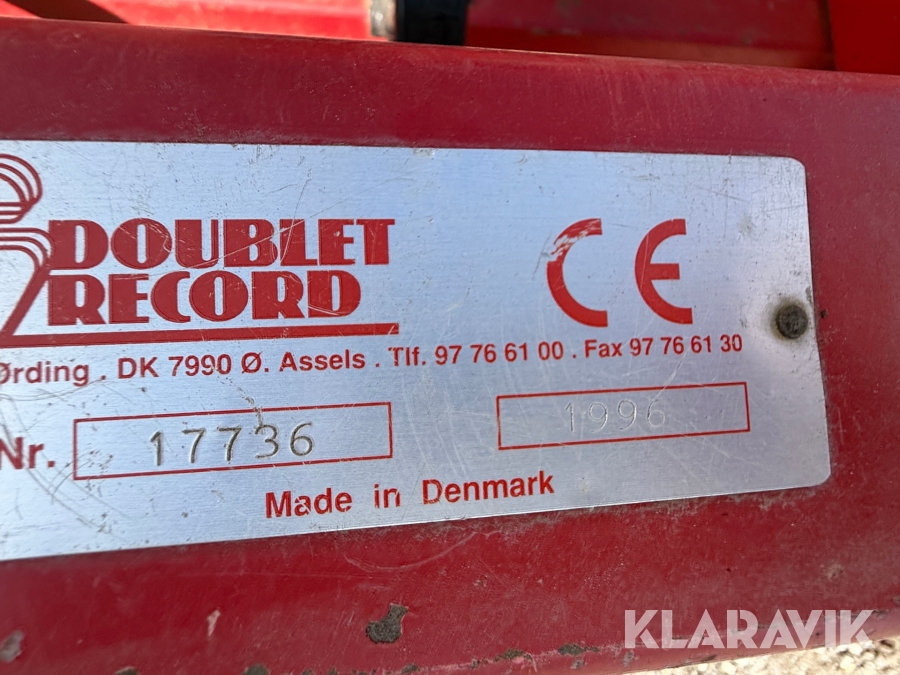 DOUBLET
RECORD
CE
Ørding . DK 7990 Ø. Assels . Tlf. 97 76 61 00 . Fax 97 76 61 30
Nr. 17736 1996
Made in Denmark
KLARAVIK